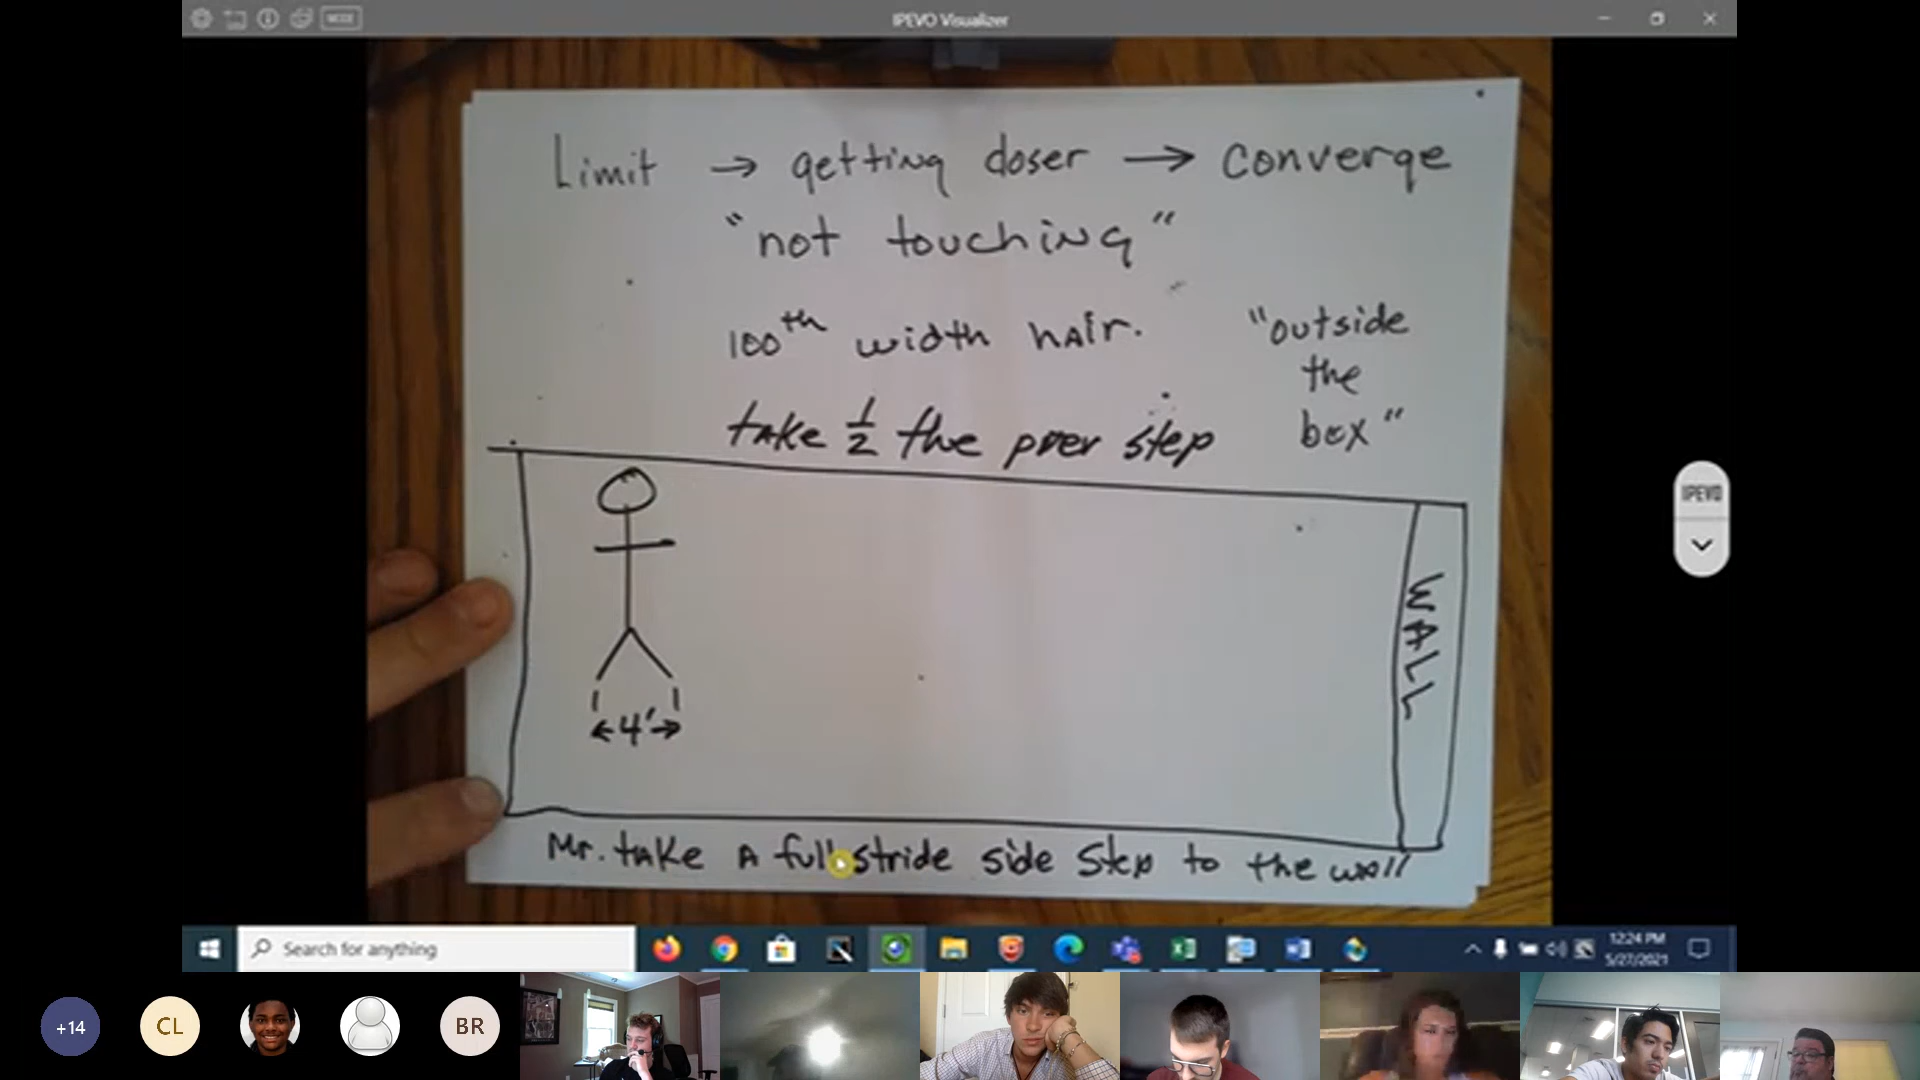 MODE
IPEVO Visualizer
Limit → getting closer → converge
"not touching"
100th width hair.
"outside
the
box"
take 1/2 the prev step
WALL
←4'→
Mr. take A full stride side step to the wall
IPEVO
Search for anything
12:24 PM
5/27/2021
+14
CL
BR